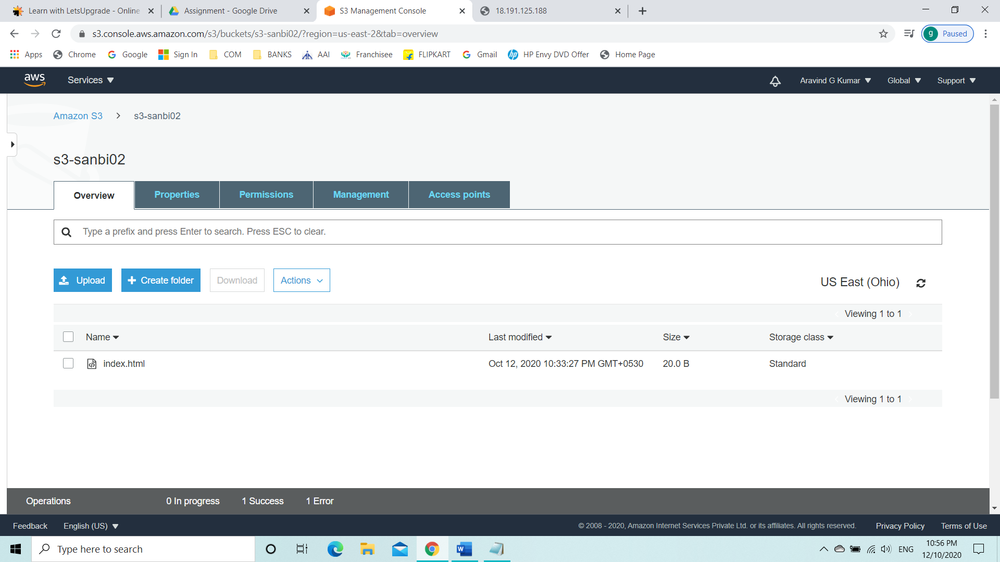 Learn with LetsUpgrade - Online
Assignment - Google Drive
S3 Management Console
18.191.125.188
s3.console.aws.amazon.com/s3/buckets/s3-sanbi02/?region=us-east-2&tab=overview
g Paused
Apps Chrome Google Sign In COM BANKS AAI Franchisee FLIPKART Gmail HP Envy DVD Offer Home Page
aws Services Aravind G Kumar Global Support
Amazon S3 > s3-sanbi02
s3-sanbi02
Overview Properties Permissions Management Access points
Type a prefix and press Enter to search. Press ESC to clear.
Upload + Create folder Download Actions US East (Ohio)
Viewing 1 to 1
Name Last modified Size Storage class
index.html Oct 12, 2020 10:33:27 PM GMT+0530 20.0 B Standard
Viewing 1 to 1
Operations 0 In progress 1 Success 1 Error
Feedback English (US) © 2008 - 2020, Amazon Internet Services Private Ltd. or its affiliates. All rights reserved. Privacy Policy Terms of Use
Type here to search
ENG
10:56 PM
12/10/2020